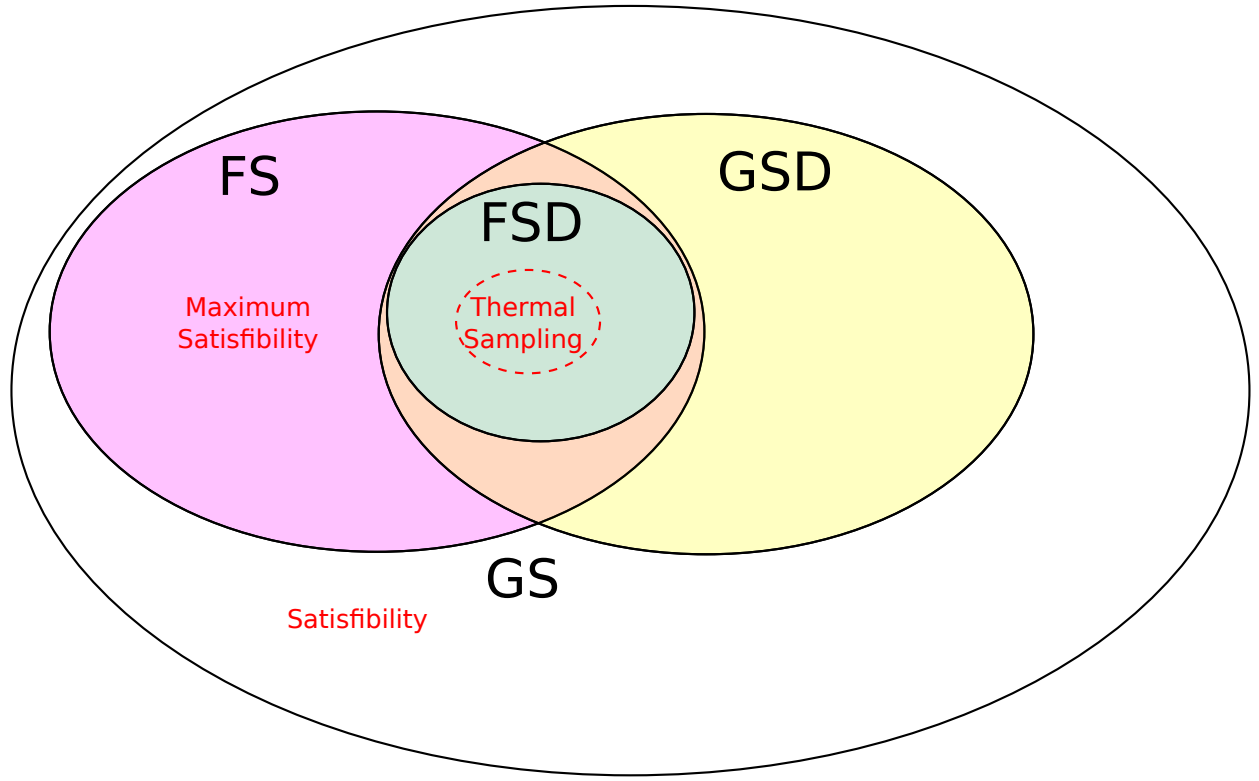 FS
GSD
FSD
Maximum
Satisfibility
Thermal
Sampling
GS
Satisfibility